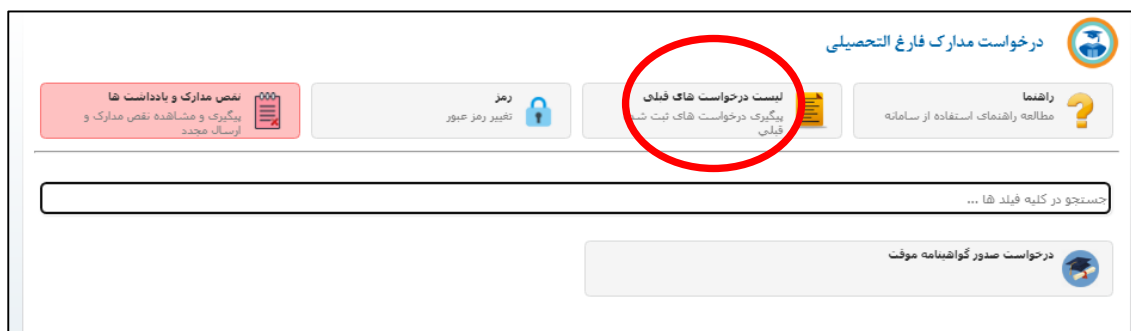 درخواست مدارک فارغ التحصیلی
راهنما
مطالعه راهنمای استفاده از سامانه
لیست درخواست های قبلی
پیگیری درخواست های ثبت شده
قبلی
رمز
تغییر رمز عبور
نقص مدارک و یادداشت ها
پیگیری و مشاهده نقص مدارک و
ارسال مجدد
جستجو در کلیه فیلد ها ...
درخواست صدور گواهینامه موقت